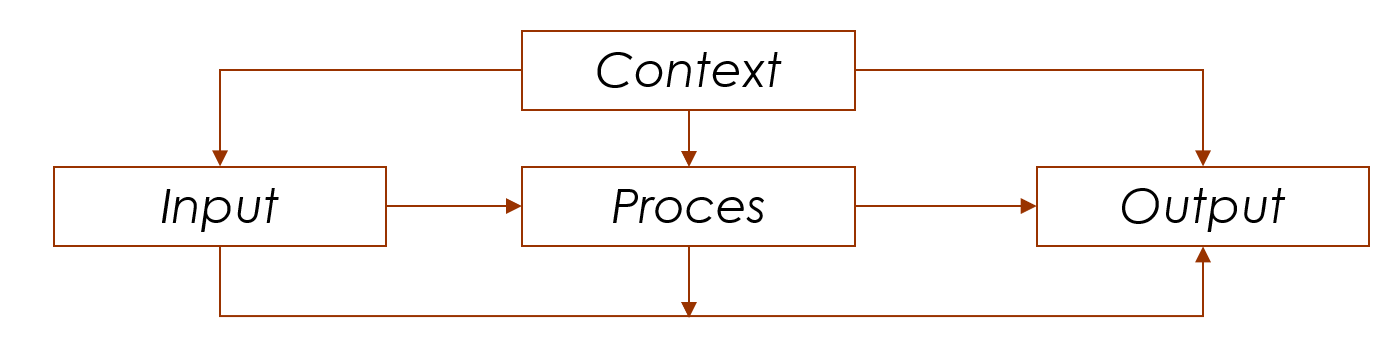 Context
Input
Proces
Output